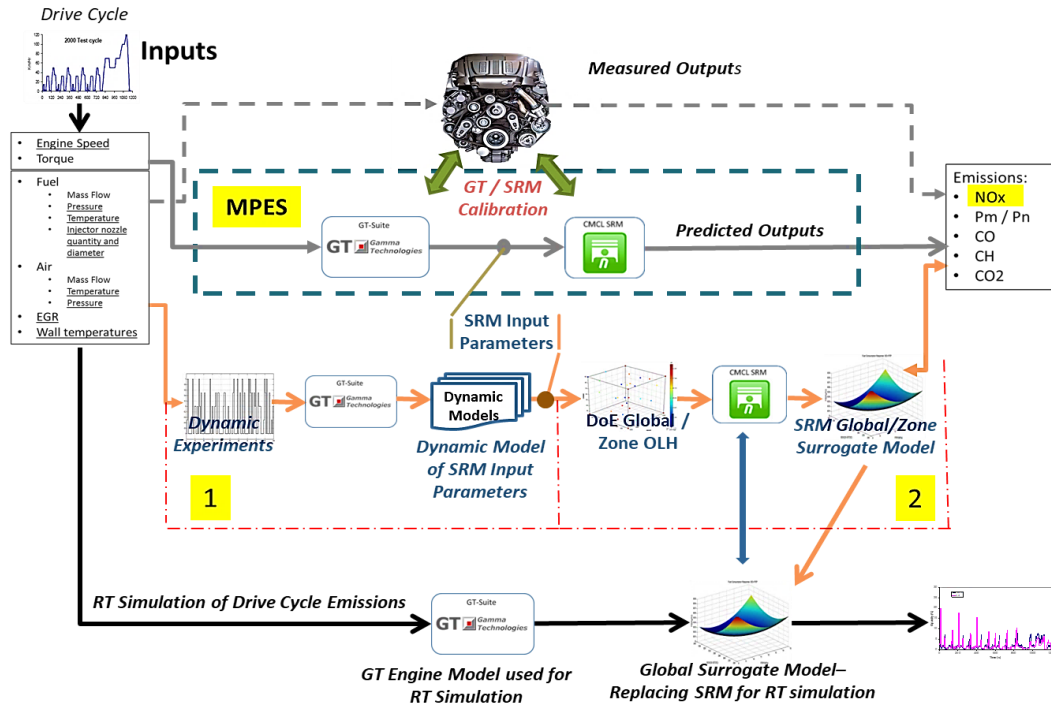 Drive Cycle
2000 Test cycle
Inputs
Measured Outputs
• Engine Speed
• Torque
• Fuel
• Mass Flow
• Pressure
• Temperature
• Injector nozzle
quantity and
diameter
• Air
• Mass Flow
• Temperature
• Pressure
• EGR
• Wall temperatures
MPES
GT / SRM
Calibration
GT-Suite
GT Gamma
Technologies
CMCL SRM
n
Predicted Outputs
Emissions:
• NOx
• Pm / Pn
• CO
• CH
• CO2
SRM Input
Parameters
Dynamic
Experiments
GT-Suite
GT Gamma
Technologies
Dynamic
Models
Dynamic Model
of SRM Input
Parameters
DoE Global /
Zone OLH
CMCL SRM
n
SRM Global/Zone
Surrogate Model
1
2
RT Simulation of Drive Cycle Emissions
GT-Suite
GT Gamma
Technologies
GT Engine Model used for
RT Simulation
Global Surrogate Model–
Replacing SRM for RT simulation